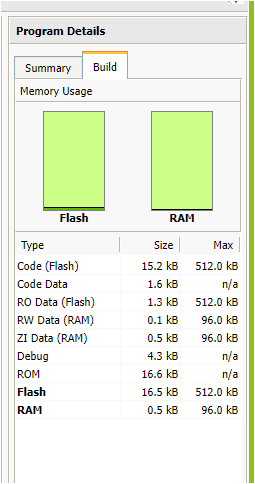 Program Details
Summary Build
Memory Usage
Flash RAM
Type Size Max
Code (Flash) 15.2 kB 512.0 kB
Code Data 1.6 kB n/a
RO Data (Flash) 1.3 kB 512.0 kB
RW Data (RAM) 0.1 kB 96.0 kB
ZI Data (RAM) 0.5 kB 96.0 kB
Debug 4.3 kB n/a
ROM 16.6 kB n/a
Flash 16.5 kB 512.0 kB
RAM 0.5 kB 96.0 kB